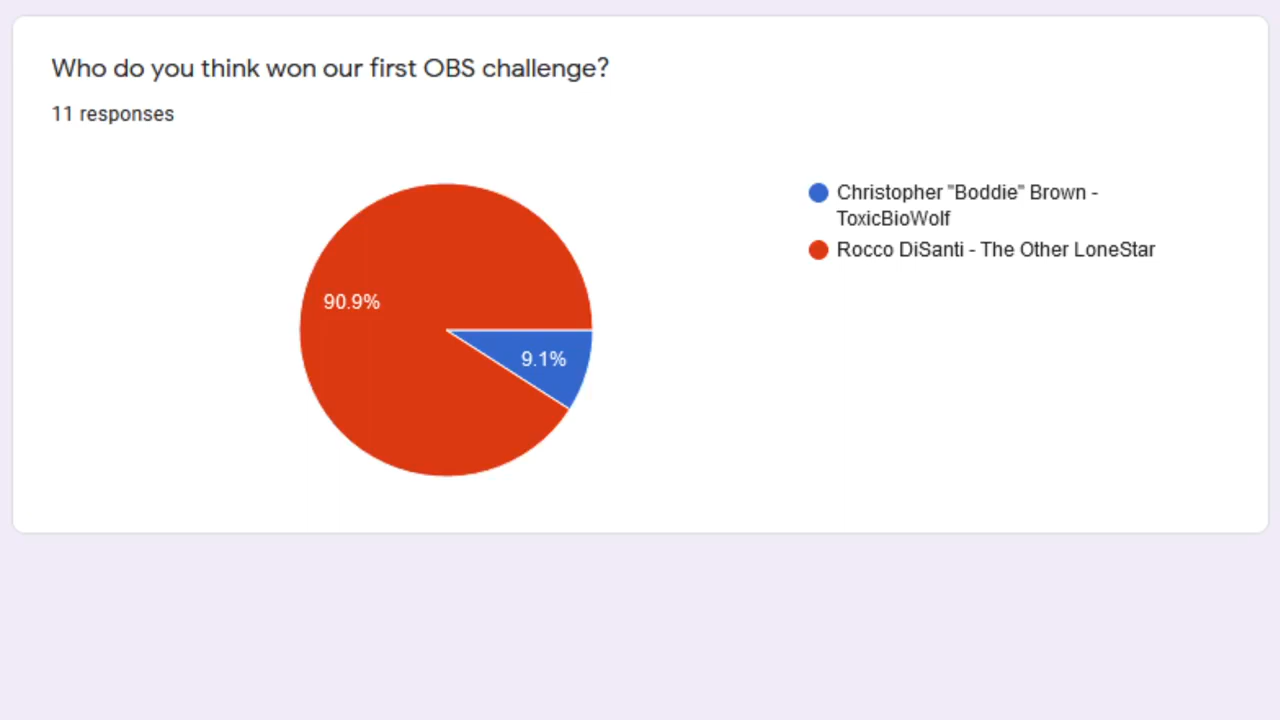 Who do you think won our first OBS challenge?
11 responses
Christopher "Boddie" Brown -
ToxicBioWolf
Rocco DiSanti - The Other LoneStar
90.9%
9.1%